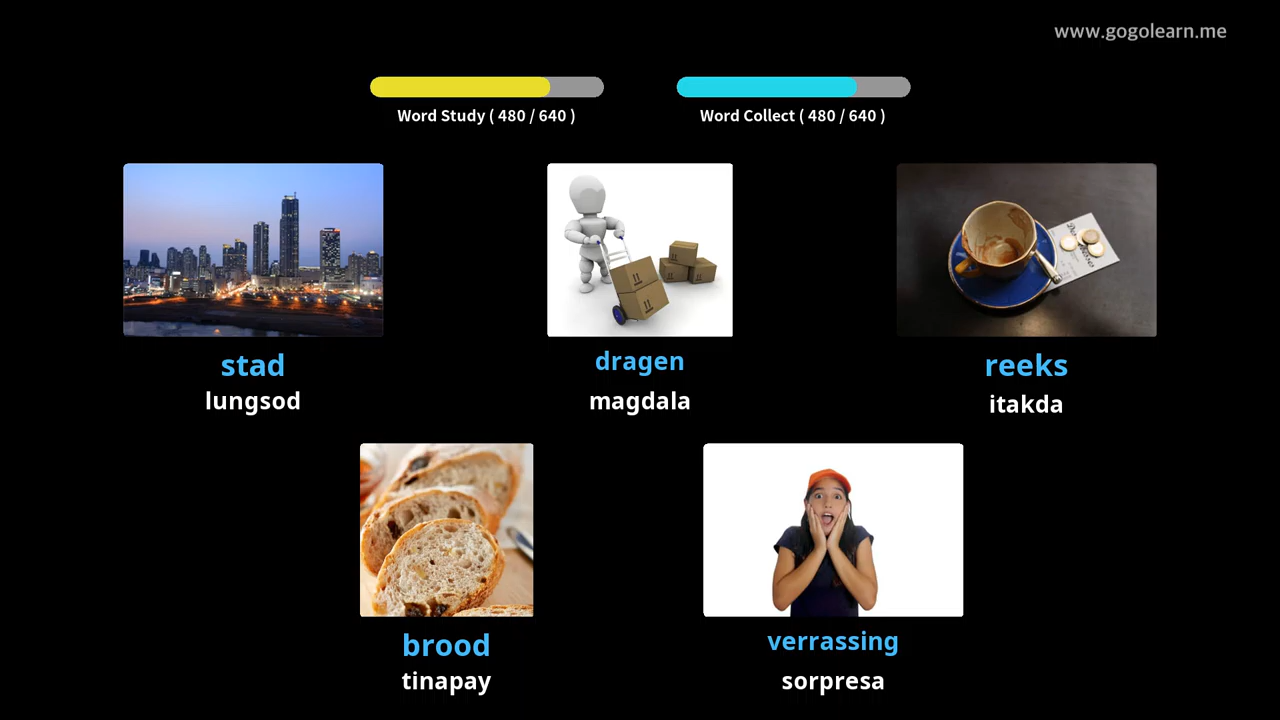 www.gogolearn.me
Word Study ( 480 / 640 )
Word Collect ( 480 / 640 )
stad
lungsod
dragen
magdala
reeks
itakda
brood
tinapay
verrassing
sorpresa